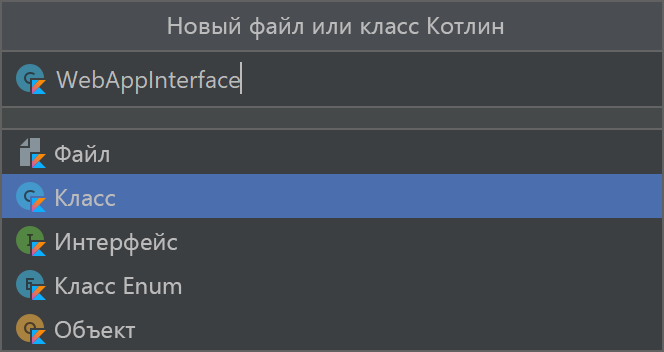 Новый файл или класс Котлин
WebAppInterface
Файл
Класс
Интерфейс
Класс Enum
Объект